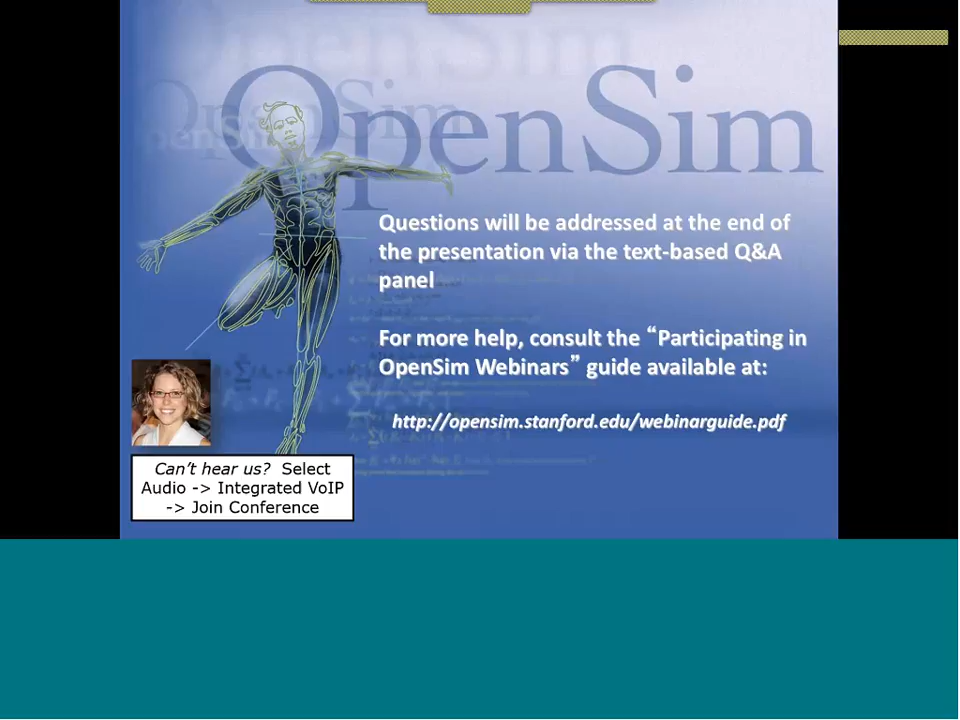 OpenSim
Questions will be addressed at the end of
the presentation via the text-based Q&A
panel
For more help, consult the “Participating in
OpenSim Webinars” guide available at:
http://opensim.stanford.edu/webinarguide.pdf
Can’t hear us? Select
Audio -> Integrated VoIP
-> Join Conference